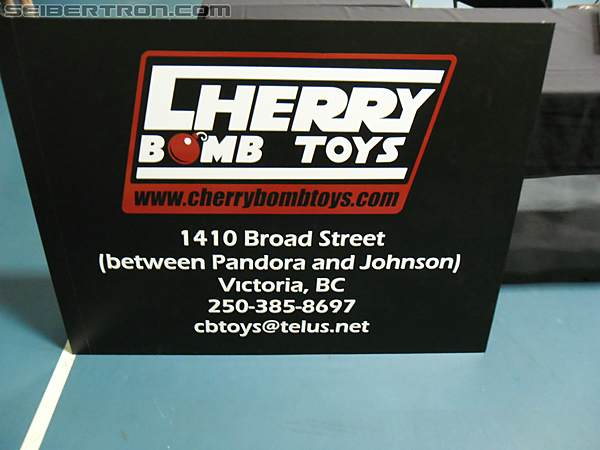 SEIBERTRON.com
CHERRY
BOMB TOYS
www.cherrybombtoys.com
1410 Broad Street
(between Pandora and Johnson)
Victoria, BC
250-385-8697
cbtoys@telus.net